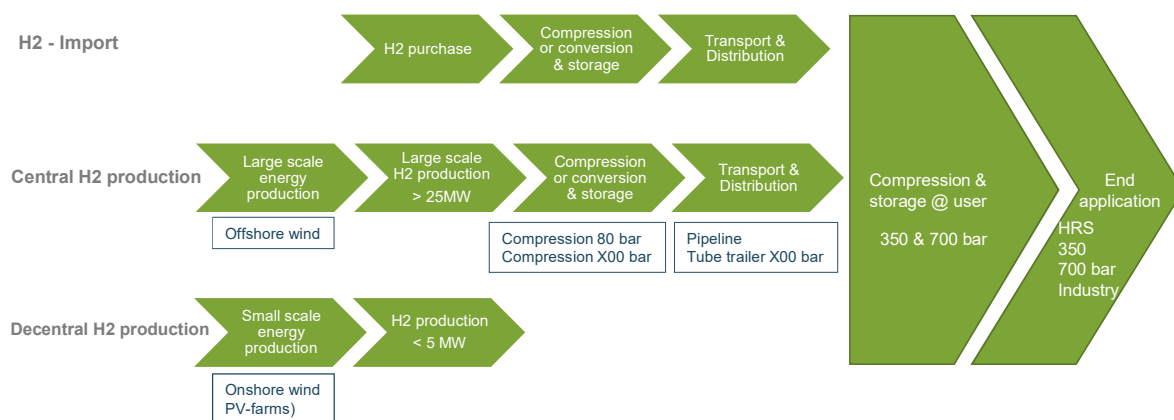 H2 - Import
H2 purchase
Compression
or conversion
& storage
Transport &
Distribution
Central H2 production
Large scale
energy
production
Large scale
H2 production
> 25MW
Compression
or conversion
& storage
Transport &
Distribution
Offshore wind
Compression 80 bar
Compression X00 bar
Pipeline
Tube trailer X00 bar
Decentral H2 production
Small scale
energy
production
H2 production
< 5 MW
Onshore wind
PV-farms)
Compression &
storage @ user
350 & 700 bar
End
application
HRS
350
700 bar
Industry